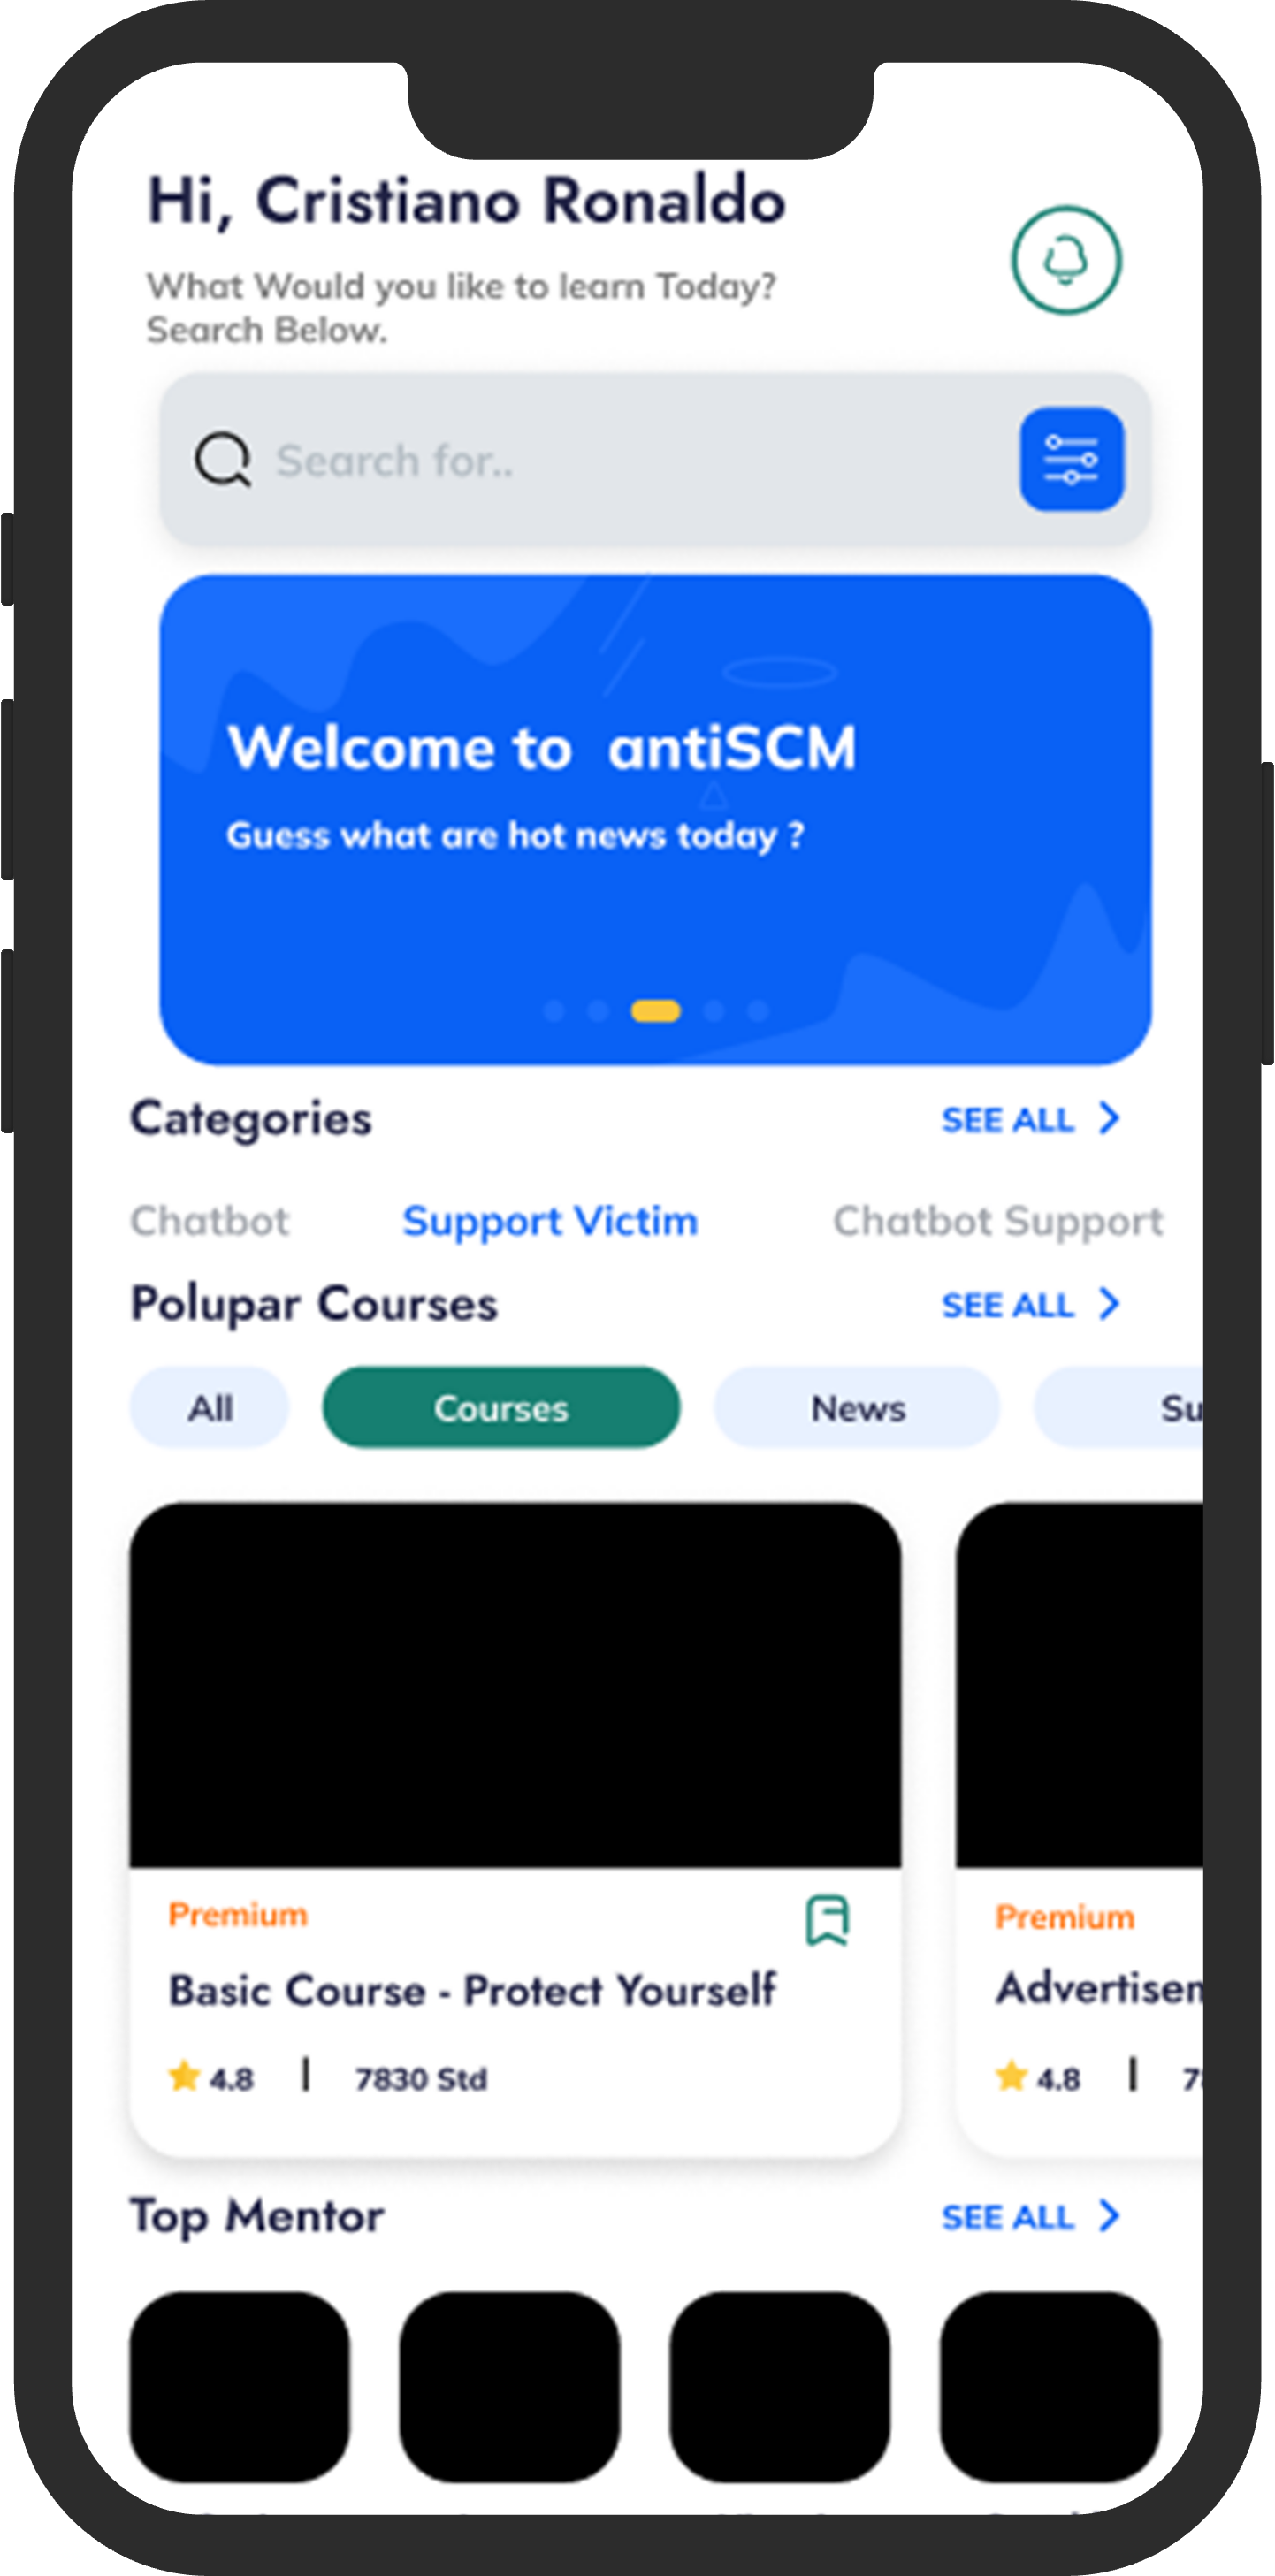 Hi, Cristiano Ronaldo
What Would you like to learn Today?
Search Below.
Search for..
Welcome to antiSCM
Guess what are hot news today ?
Categories SEE ALL
Chatbot Support Victim Chatbot Support
Polupar Courses SEE ALL
All Courses News Su
Premium Premium
Basic Course - Protect Yourself Advertisem
4.8 | 7830 Std 4.8 | 7
Top Mentor SEE ALL